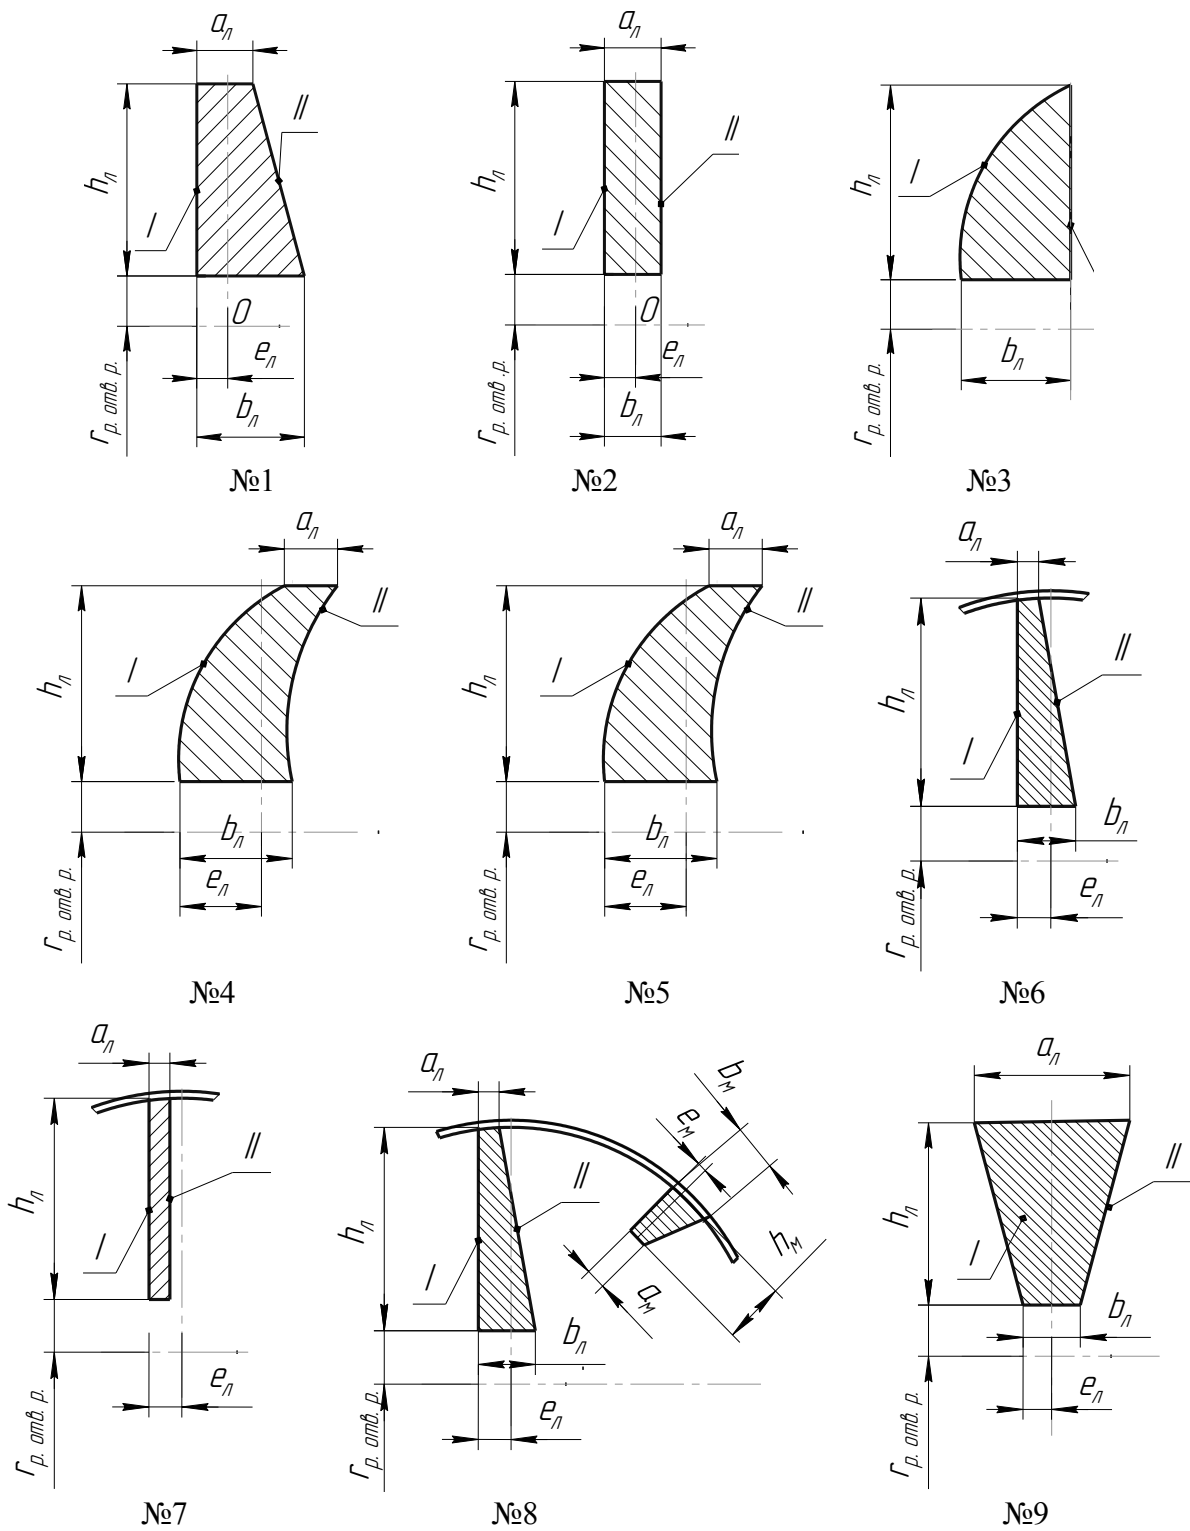 aл
aл
II
II
hл
hл
hл
I
I
I
O
O
eл
eл
bл
bл
bл
rр. отв. р.
rр. отв. р.
rр. отв. р.
№1
№2
№3
aл
aл
aл
II
II
II
hл
hл
hл
I
I
I
bл
bл
bл
eл
eл
eл
rр. отв. р.
rр. отв. р.
rр. отв. р.
№4
№5
№6
aл
aл
bм
eм
aл
II
II
II
hл
hл
hм
hл
I
I
I
aм
bл
bл
eл
eл
eл
rр. отв. р.
rр. отв. р.
rр. отв. р.
№7
№8
№9